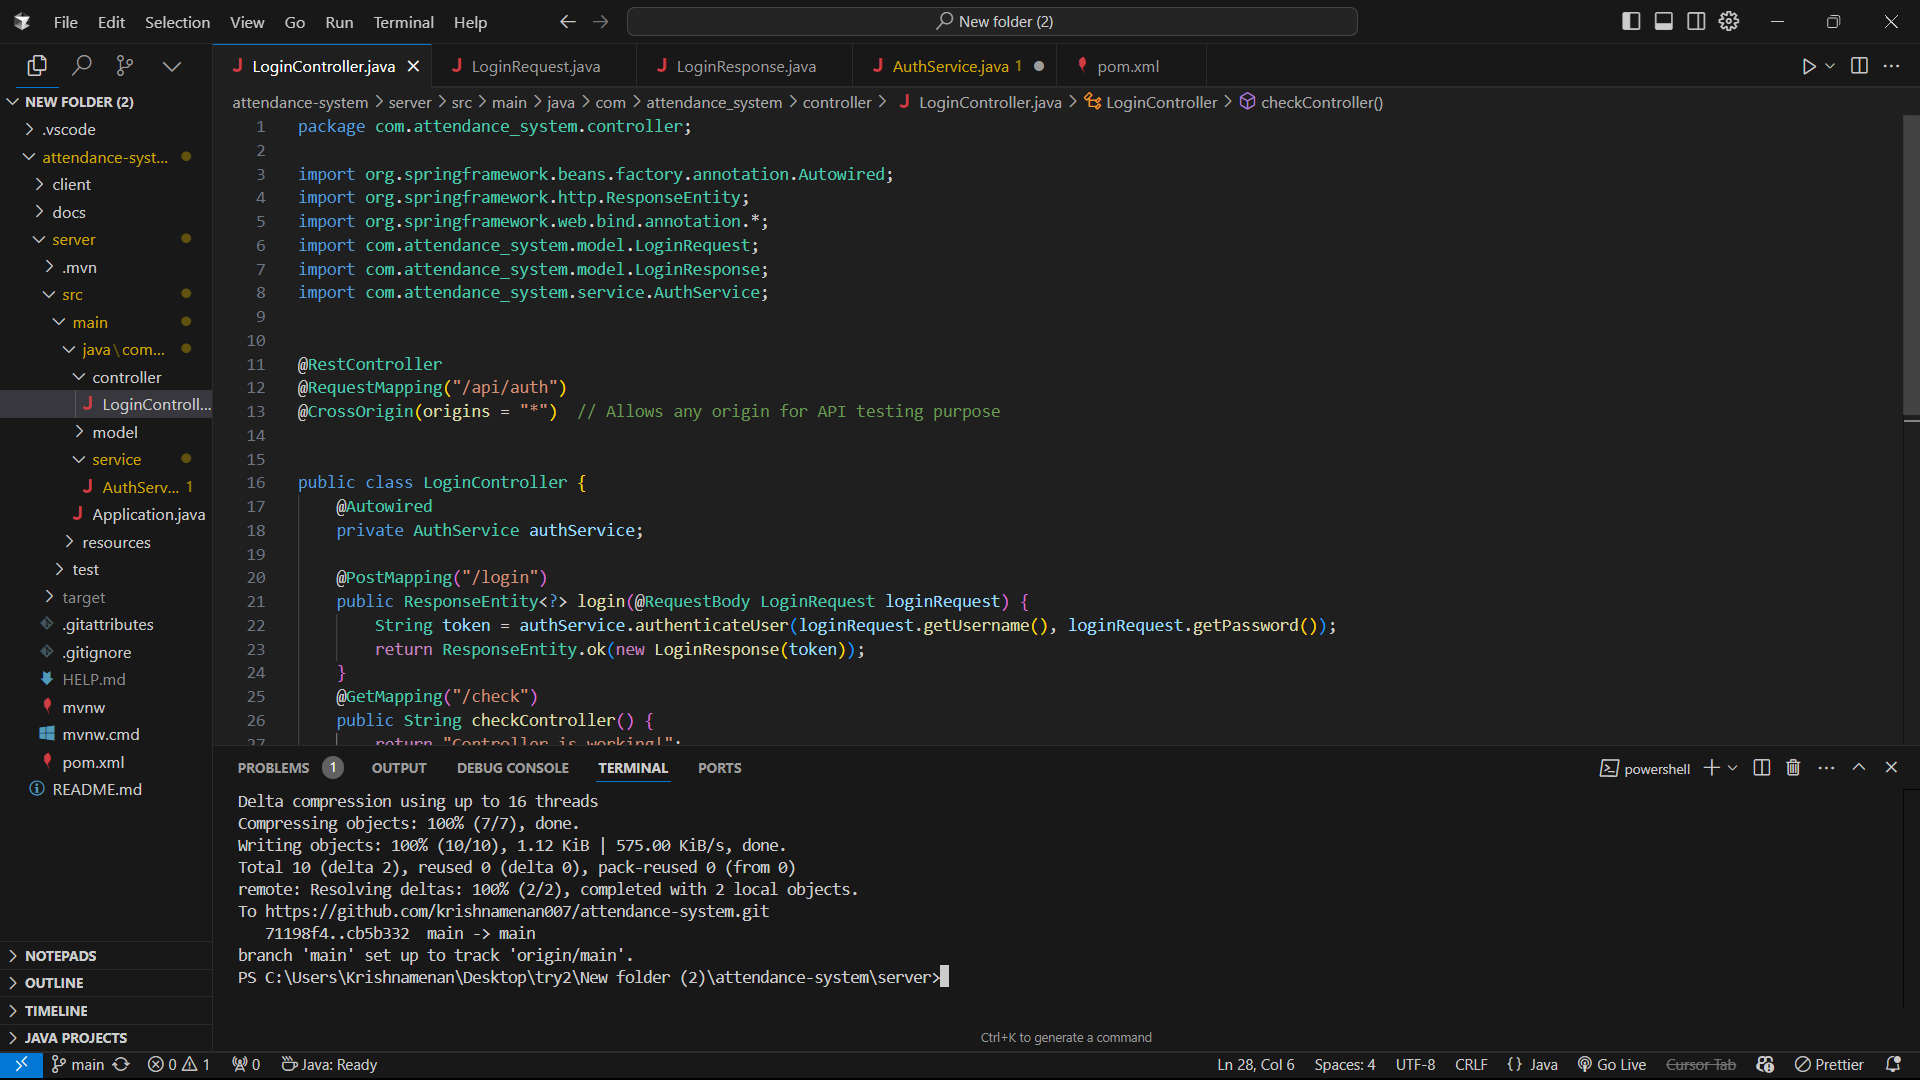 File Edit Selection View Go Run Terminal Help
New folder (2)
LoginController.java
LoginRequest.java
LoginResponse.java
AuthService.java 1
pom.xml
NEW FOLDER (2)
.vscode
attendance-syst...
client
docs
server
.mvn
src
main
java\com...
controller
LoginControll...
model
service
AuthServ... 1
Application.java
resources
test
target
.gitattributes
.gitignore
HELP.md
mvnw
mvnw.cmd
pom.xml
README.md
NOTEPADS
OUTLINE
TIMELINE
JAVA PROJECTS
attendance-system > server > src > main > java > com > attendance_system > controller > LoginController.java > LoginController > checkController()
1 package com.attendance_system.controller;
2
3 import org.springframework.beans.factory.annotation.Autowired;
4 import org.springframework.http.ResponseEntity;
5 import org.springframework.web.bind.annotation.*;
6 import com.attendance_system.model.LoginRequest;
7 import com.attendance_system.model.LoginResponse;
8 import com.attendance_system.service.AuthService;
9
10
11 @RestController
12 @RequestMapping("/api/auth")
13 @CrossOrigin(origins = "*")  // Allows any origin for API testing purpose
14
15
16 public class LoginController {
17     @Autowired
18     private AuthService authService;
19
20     @PostMapping("/login")
21     public ResponseEntity<?> login(@RequestBody LoginRequest loginRequest) {
22         String token = authService.authenticateUser(loginRequest.getUsername(), loginRequest.getPassword());
23         return ResponseEntity.ok(new LoginResponse(token));
24     }
25     @GetMapping("/check")
26     public String checkController() {
27         return "Controller is working!";
PROBLEMS 1 OUTPUT DEBUG CONSOLE TERMINAL PORTS
powershell
Delta compression using up to 16 threads
Compressing objects: 100% (7/7), done.
Writing objects: 100% (10/10), 1.12 KiB | 575.00 KiB/s, done.
Total 10 (delta 2), reused 0 (delta 0), pack-reused 0 (from 0)
remote: Resolving deltas: 100% (2/2), completed with 2 local objects.
To https://github.com/krishnamenan007/attendance-system.git
   71198f4..cb5b332  main -> main
branch 'main' set up to track 'origin/main'.
PS C:\Users\Krishnamenan\Desktop\try2\New folder (2)\attendance-system\server>
Ctrl+K to generate a command
main 0 1 0 Java: Ready
Ln 28, Col 6 Spaces: 4 UTF-8 CRLF {} Java Go Live Cursor Tab Prettier